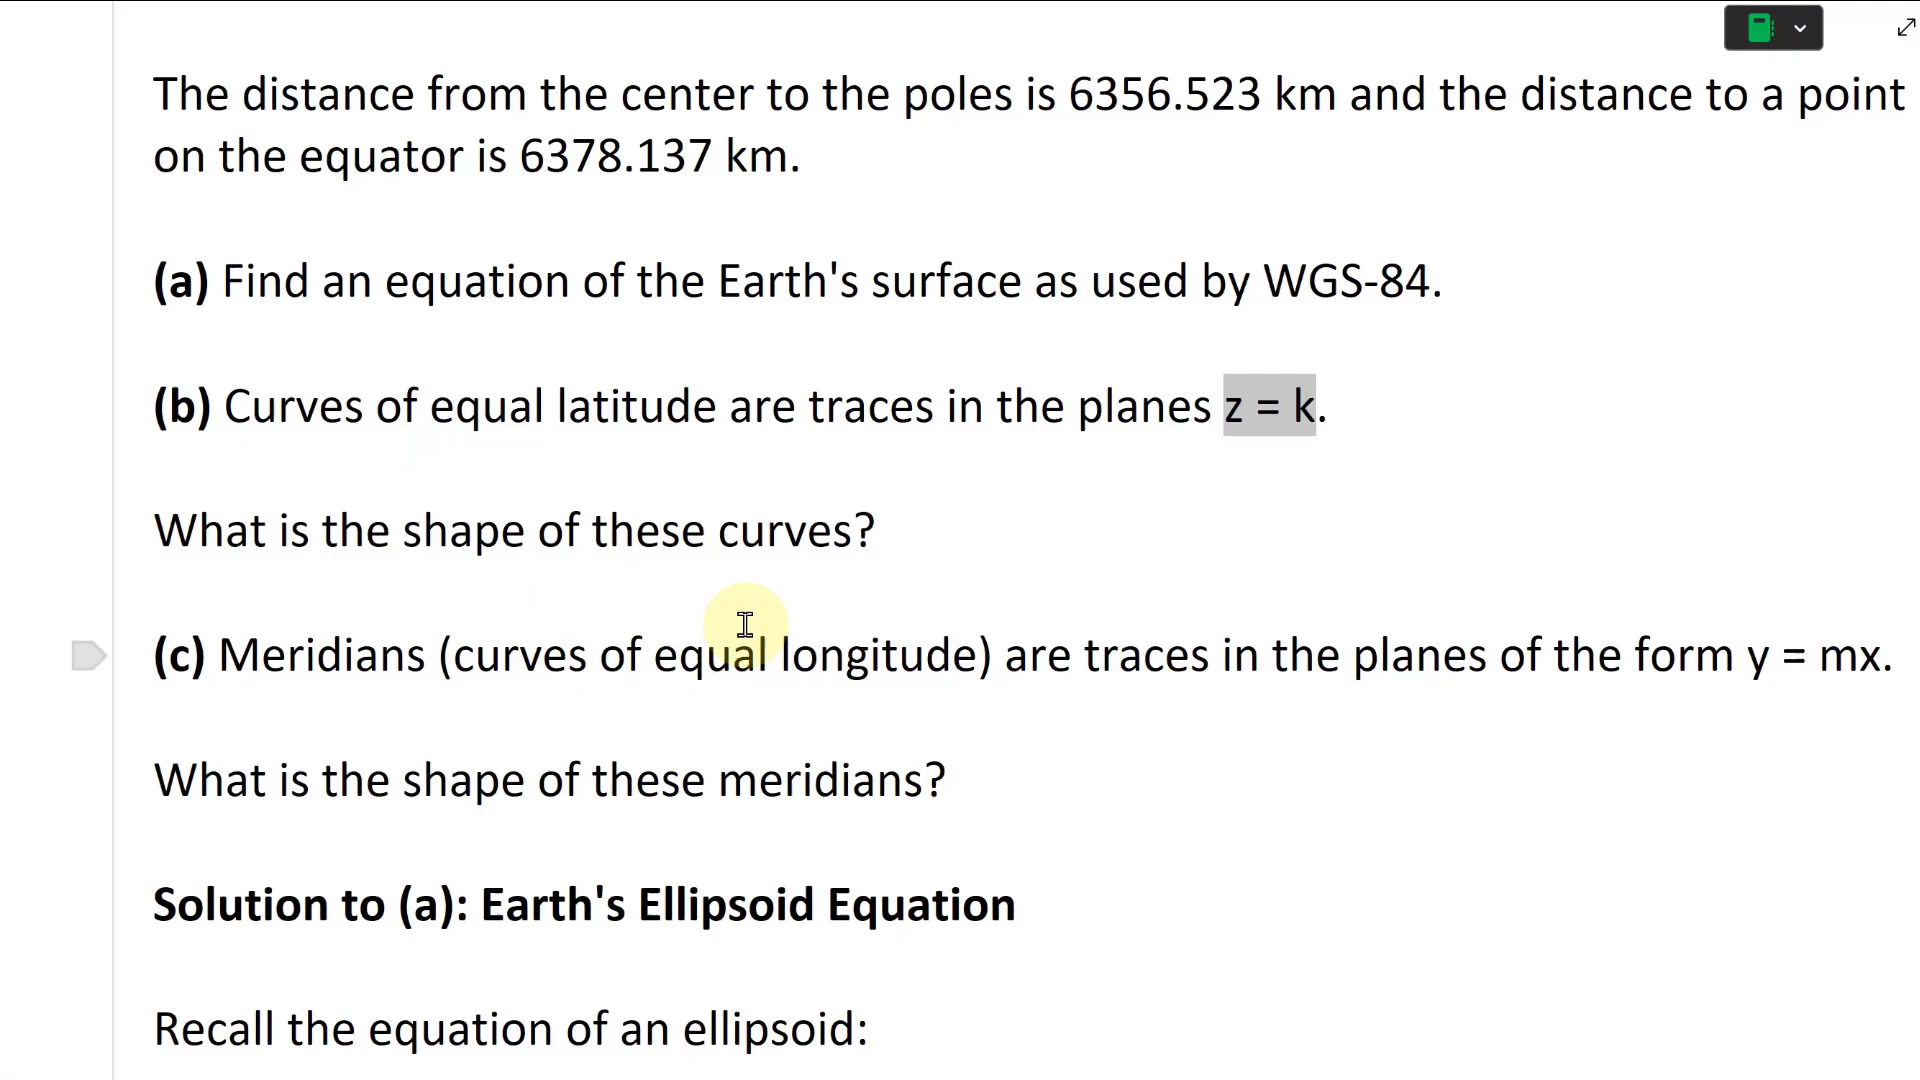 The distance from the center to the poles is 6356.523 km and the distance to a point
on the equator is 6378.137 km.
(a) Find an equation of the Earth's surface as used by WGS-84.
(b) Curves of equal latitude are traces in the planes z = k.
What is the shape of these curves?
(c) Meridians (curves of equal longitude) are traces in the planes of the form y = mx.
What is the shape of these meridians?
Solution to (a): Earth's Ellipsoid Equation
Recall the equation of an ellipsoid: